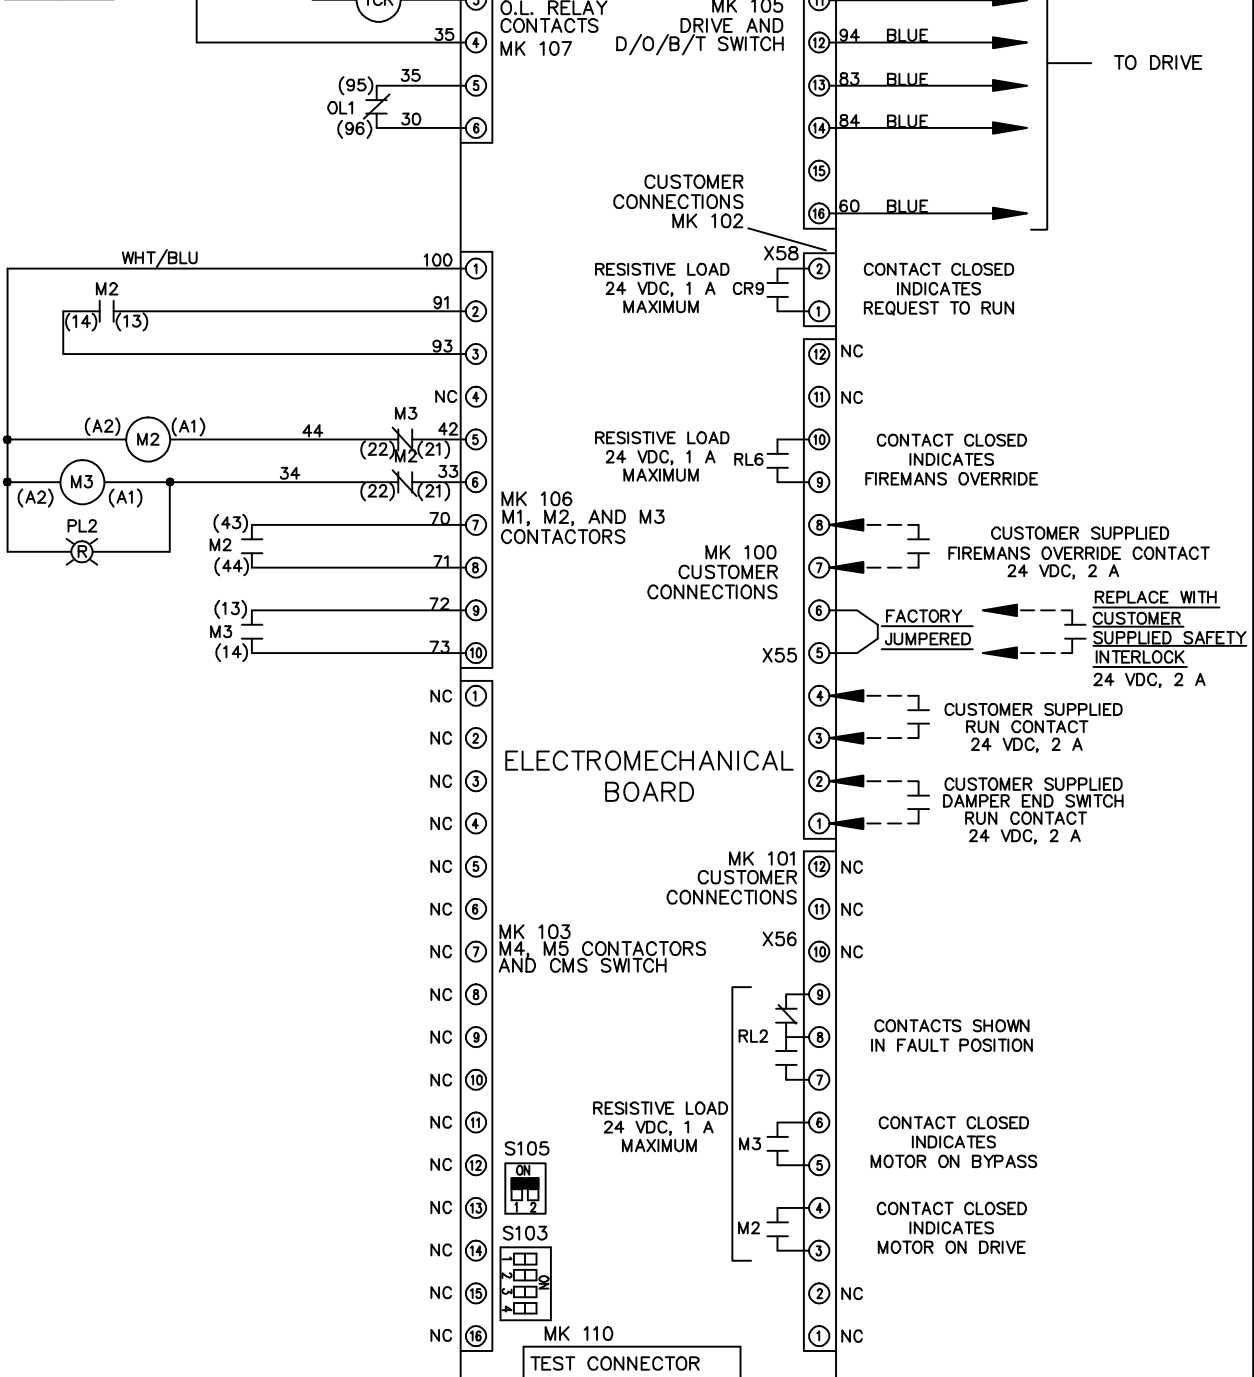 TCR
3
O.L. RELAY
CONTACTS
MK 107
35
4
(95)
35
5
OL1
(96)
30
6
MK 105
DRIVE AND
D/O/B/T SWITCH
11
12
94 BLUE
13
83 BLUE
14
84 BLUE
15
16
60 BLUE
TO DRIVE
CUSTOMER
CONNECTIONS
MK 102
X58
RESISTIVE LOAD
24 VDC, 1 A
MAXIMUM
CR9
2
1
CONTACT CLOSED
INDICATES
REQUEST TO RUN
WHT/BLU
100
1
M2
(14)
(13)
91
2
93
3
NC
4
(A2)
M2
(A1)
44
M3
(22)
(21)
42
5
(A2)
M3
(A1)
34
M2
(22)
(21)
33
6
PL2
R
(43)
M2
(44)
70
7
71
8
(13)
M3
(14)
72
9
73
10
MK 106
M1, M2, AND M3
CONTACTORS
12
NC
11
NC
RESISTIVE LOAD
24 VDC, 1 A
MAXIMUM
RL6
10
9
CONTACT CLOSED
INDICATES
FIREMANS OVERRIDE
MK 100
CUSTOMER
CONNECTIONS
8
7
CUSTOMER SUPPLIED
FIREMANS OVERRIDE CONTACT
24 VDC, 2 A
X55
6
5
FACTORY
JUMPERED
REPLACE WITH
CUSTOMER
SUPPLIED SAFETY
INTERLOCK
24 VDC, 2 A
4
3
CUSTOMER SUPPLIED
RUN CONTACT
24 VDC, 2 A
2
1
CUSTOMER SUPPLIED
DAMPER END SWITCH
RUN CONTACT
24 VDC, 2 A
ELECTROMECHANICAL
BOARD
NC 1
NC 2
NC 3
NC 4
NC 5
NC 6
NC 7
NC 8
NC 9
NC 10
NC 11
NC 12
NC 13
NC 14
NC 15
NC 16
MK 103
M4, M5 CONTACTORS
AND CMS SWITCH
MK 101
CUSTOMER
CONNECTIONS
X56
12 NC
11 NC
10 NC
9
RL2
8
7
CONTACTS SHOWN
IN FAULT POSITION
RESISTIVE LOAD
24 VDC, 1 A
MAXIMUM
M3
6
5
CONTACT CLOSED
INDICATES
MOTOR ON BYPASS
M2
4
3
CONTACT CLOSED
INDICATES
MOTOR ON DRIVE
2 NC
1 NC
S105
ON
1 2
S103
1
2
3
4
ON
MK 110
TEST CONNECTOR